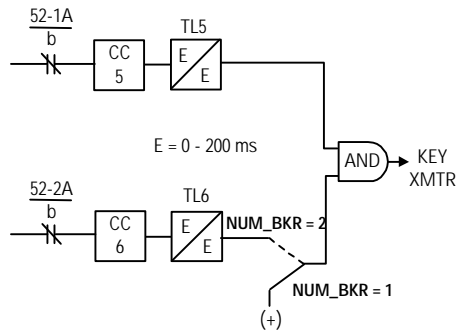 52-1A
b
CC
5
TL5
E
E
E = 0 - 200 ms
AND
KEY
XMTR
52-2A
b
CC
6
TL6
E
E
NUM_BKR = 2
NUM_BKR = 1
(+)